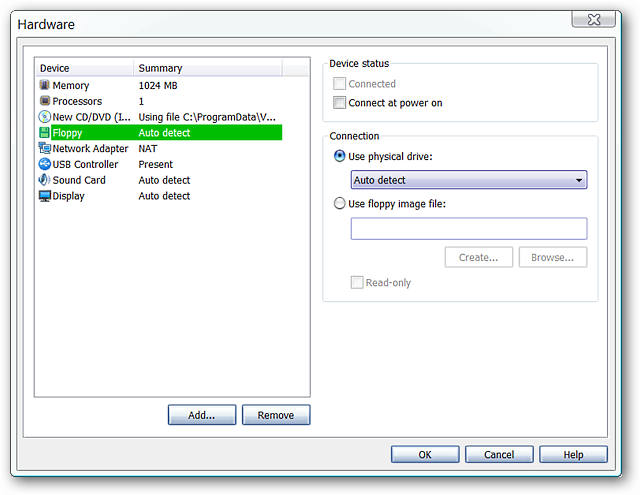 Hardware
Device Summary
Memory 1024 MB
Processors 1
New CD/DVD (I... Using file C:\ProgramData\V...
Floppy Auto detect
Network Adapter NAT
USB Controller Present
Sound Card Auto detect
Display Auto detect
Add... Remove
Device status
Connected
Connect at power on
Connection
Use physical drive:
Auto detect
Use floppy image file:
Create... Browse...
Read-only
OK Cancel Help